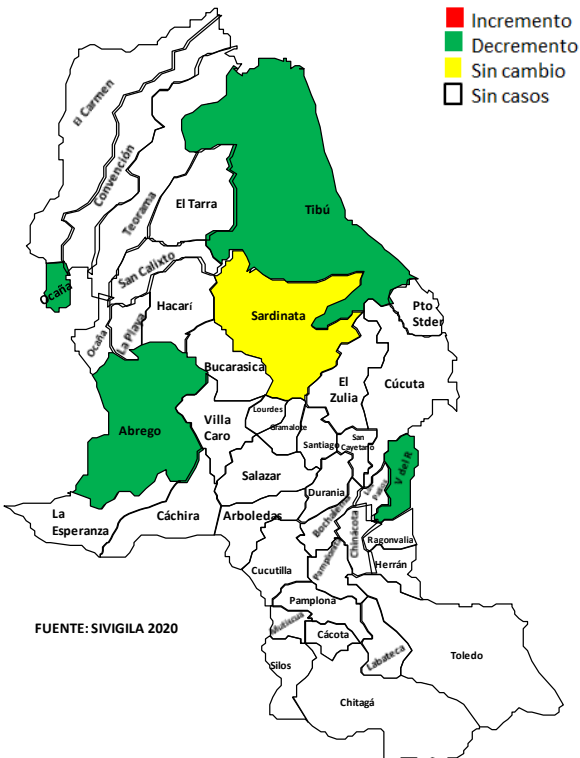 Incremento
Decremento
Sin cambio
Sin casos
El Carmen
Convención
Teorama
El Tarra
Tibú
San Calixto
Ocaña
Hacarí
Sardinata
Pto
Stder
La Playa
Ocaña
Bucarasica
El
Zulia
Cúcuta
Abrego
Villa
Caro
Lourdes
Gramalote
Santiago
San
Cayetano
V del R
Los Patios
Salazar
Durania
La
Esperanza
Cáchira
Arboledas
Bochalema
Chinácota
Ragonvalia
Herrán
Pamplonita
Cucutilla
Pamplona
Mutiscua
Cácota
Labateca
Toledo
FUENTE: SIVIGILA 2020
Silos
Chitagá